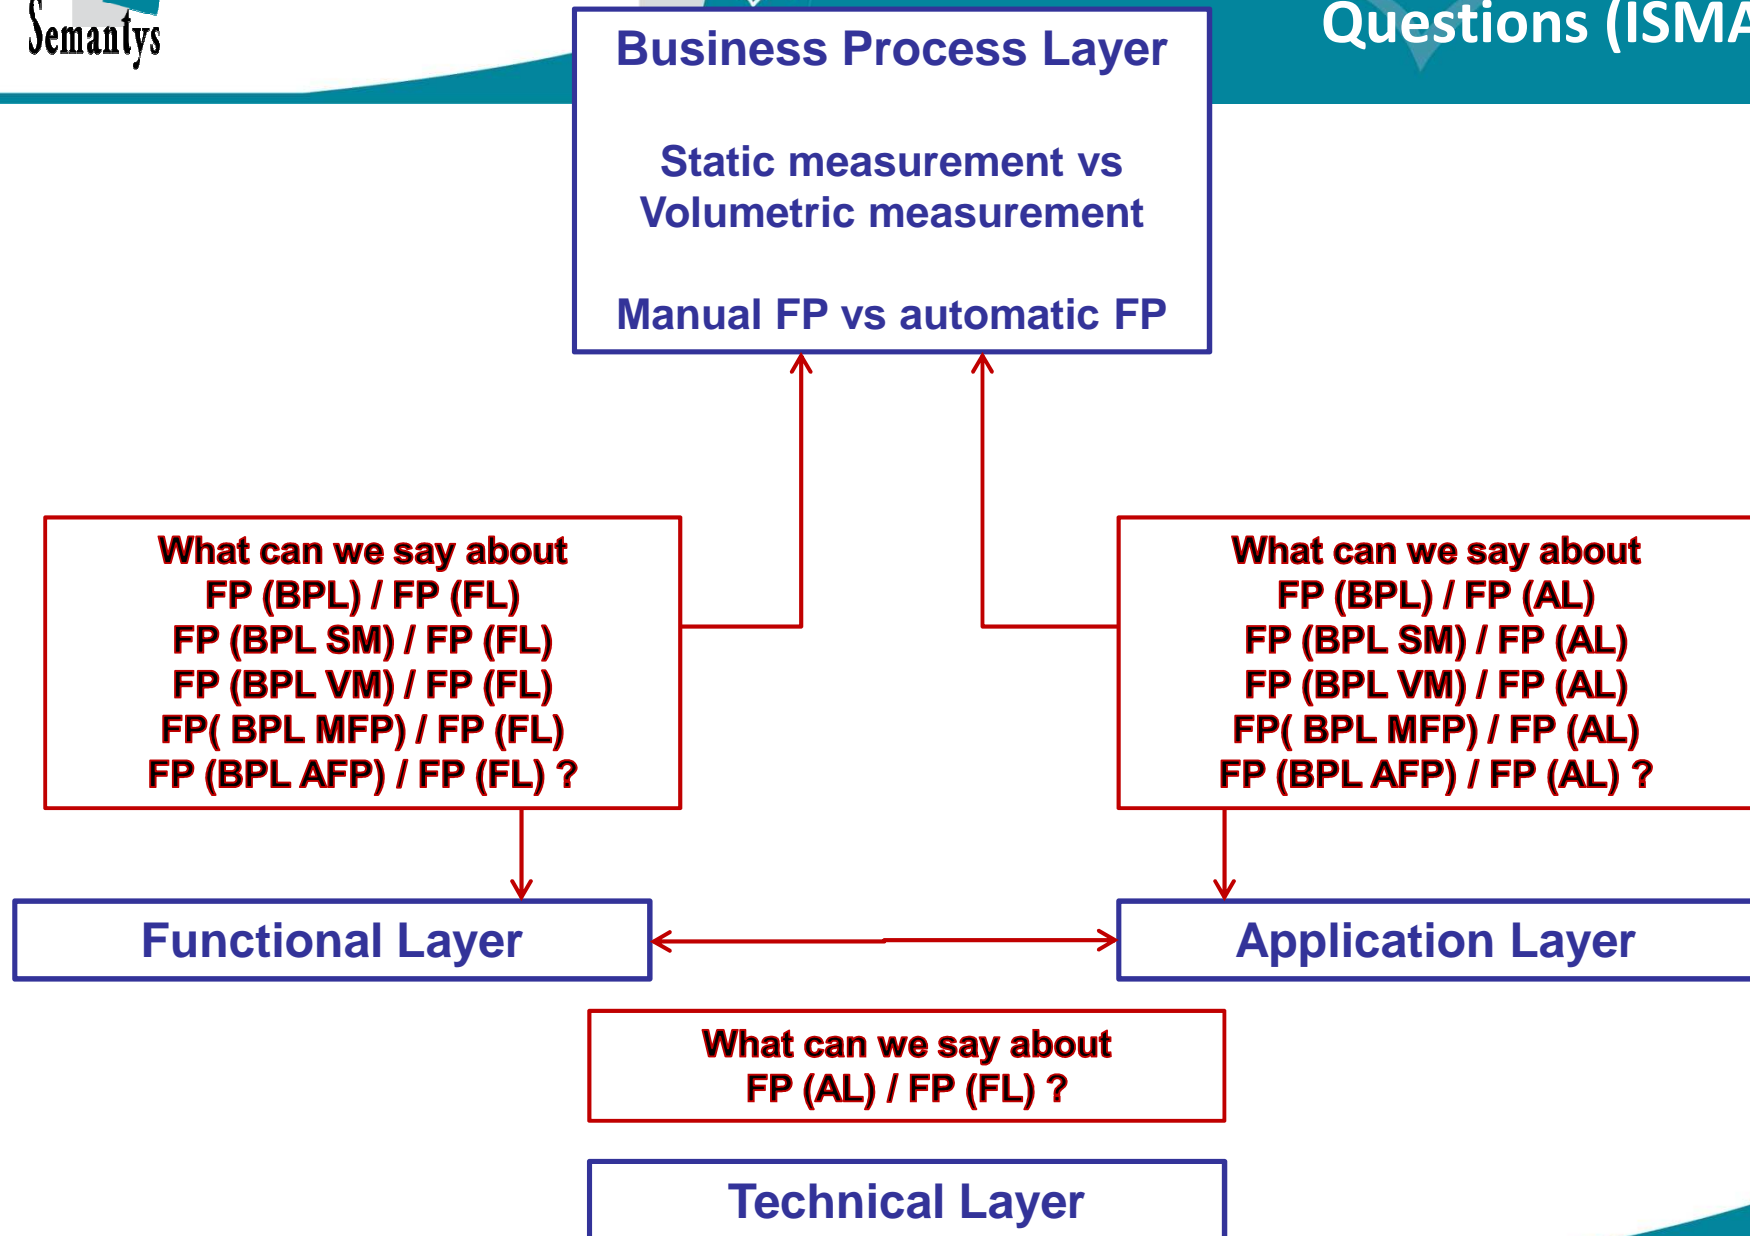 Semantys
Questions (ISMA
Business Process Layer
Static measurement vs
Volumetric measurement
Manual FP vs automatic FP
What can we say about
FP (BPL) / FP (FL)
FP (BPL SM) / FP (FL)
FP (BPL VM) / FP (FL)
FP( BPL MFP) / FP (FL)
FP (BPL AFP) / FP (FL) ?
What can we say about
FP (BPL) / FP (AL)
FP (BPL SM) / FP (AL)
FP (BPL VM) / FP (AL)
FP( BPL MFP) / FP (AL)
FP (BPL AFP) / FP (AL) ?
Functional Layer
Application Layer
What can we say about
FP (AL) / FP (FL) ?
Technical Layer